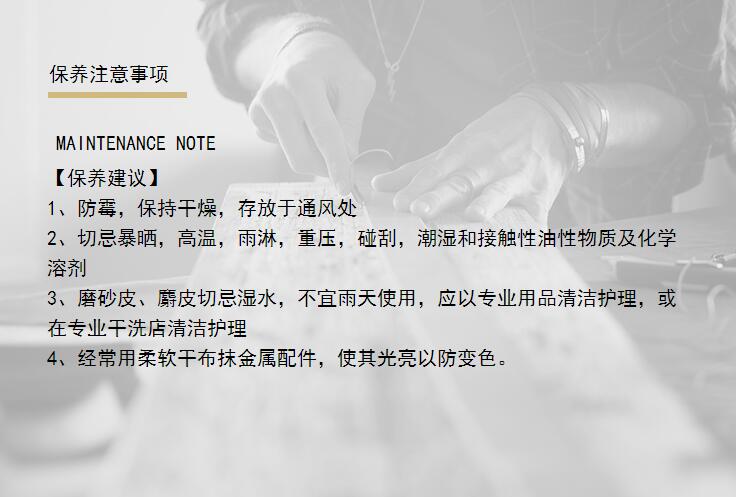 保养注意事项
MAINTENANCE NOTE
【保养建议】
1、防霉，保持干燥，存放于通风处
2、切忌暴晒，高温，雨淋，重压，碰刮，潮湿和接触性油性物质及化学
溶剂
3、磨砂皮、麝皮切忌湿水，不宜雨天使用，应以专业用品清洁护理，或
在专业干洗店清洁护理
4、经常用柔软干布抹金属配件，使其光亮以防变色。